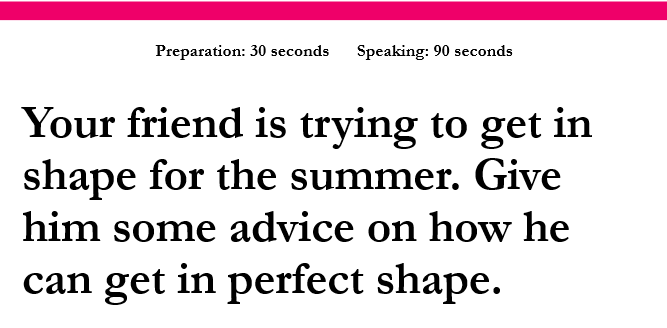 Preparation: 30 seconds Speaking: 90 seconds
Your friend is trying to get in
shape for the summer. Give
him some advice on how he
can get in perfect shape.